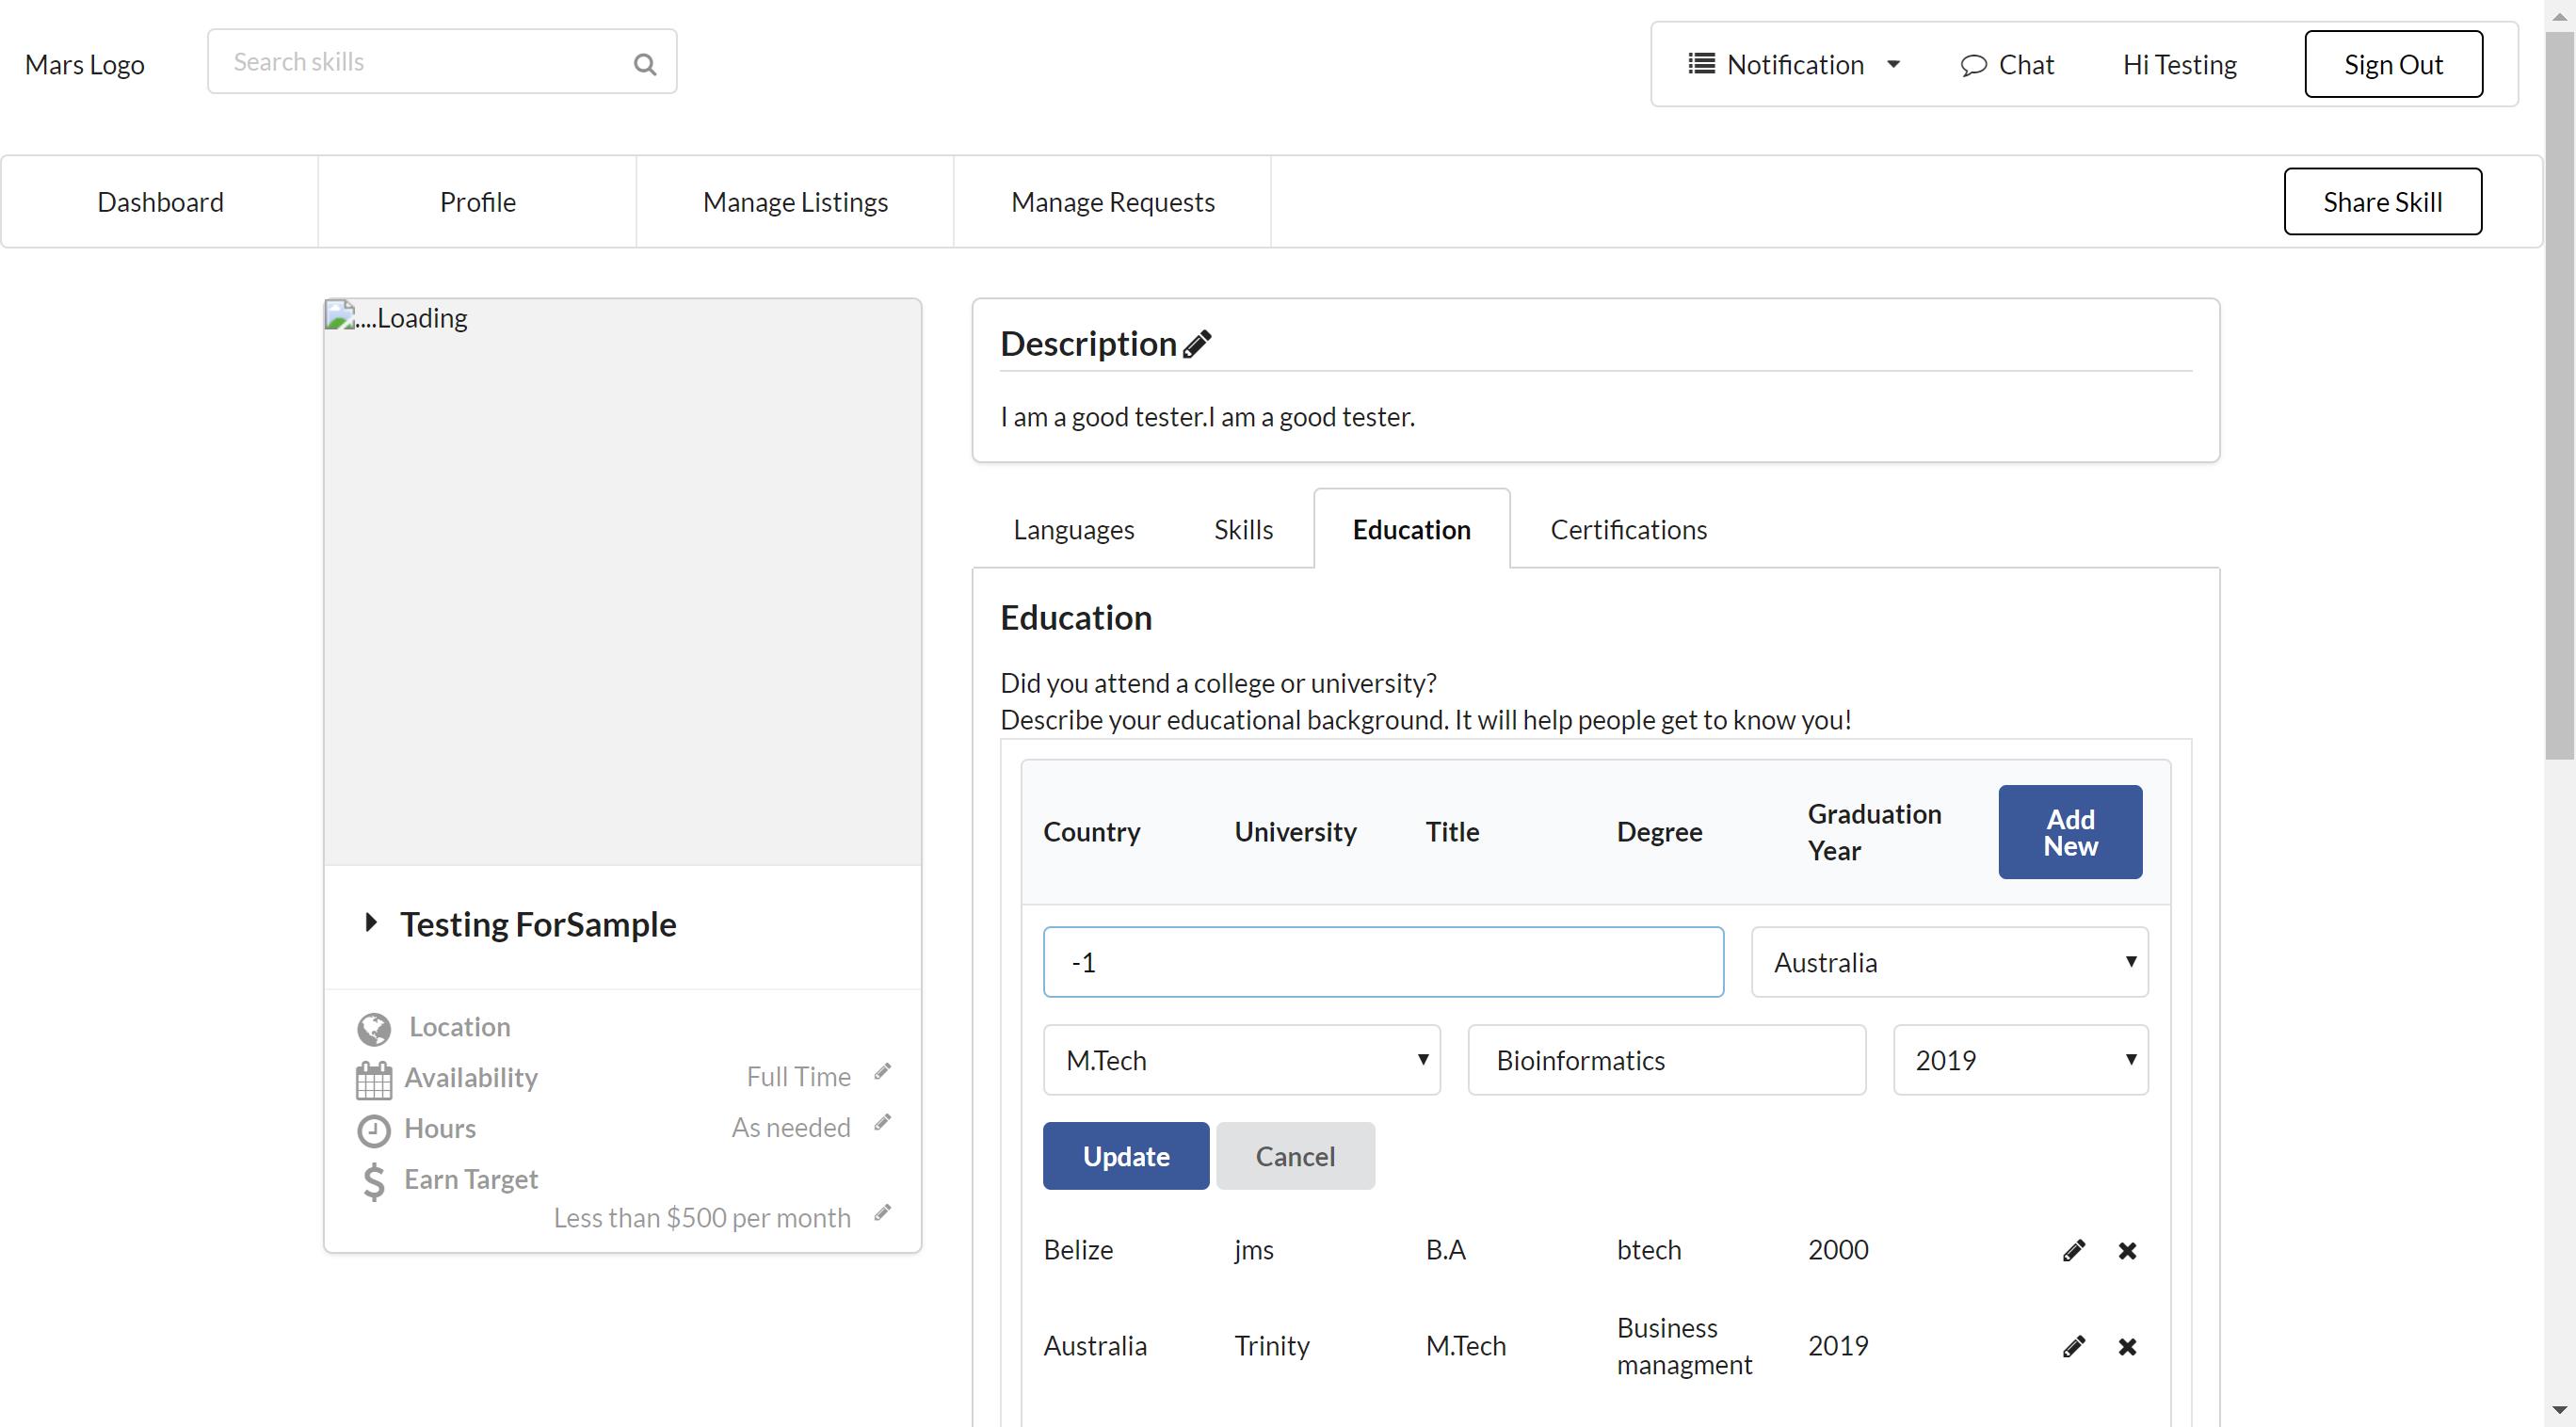 Mars Logo
Search skills
Notification
Chat
Hi Testing
Sign Out
Dashboard
Profile
Manage Listings
Manage Requests
Share Skill
....Loading
Testing ForSample
Location
Availability
Full Time
Hours
As needed
Earn Target
Less than $500 per month
Description
I am a good tester.I am a good tester.
Languages
Skills
Education
Certifications
Education
Did you attend a college or university?
Describe your educational background. It will help people get to know you!
Country
University
Title
Degree
Graduation
Year
Add
New
-1
Australia
M.Tech
Bioinformatics
2019
Update
Cancel
Belize
jms
B.A
btech
2000
Australia
Trinity
M.Tech
Business
managment
2019